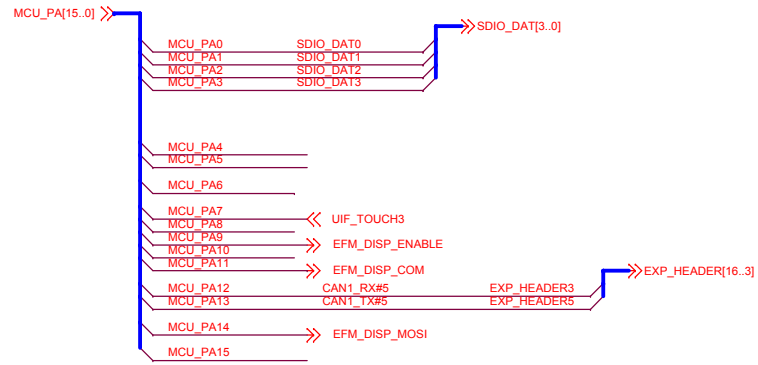 MCU_PA[15..0]
SDIO_DAT[3..0]
MCU_PA0 SDIO_DAT0
MCU_PA1 SDIO_DAT1
MCU_PA2 SDIO_DAT2
MCU_PA3 SDIO_DAT3
MCU_PA4
MCU_PA5
MCU_PA6
MCU_PA7 UIF_TOUCH3
MCU_PA8
MCU_PA9 EFM_DISP_ENABLE
MCU_PA10
MCU_PA11 EFM_DISP_COM
EXP_HEADER[16..3]
MCU_PA12 CAN1_RX#5 EXP_HEADER3
MCU_PA13 CAN1_TX#5 EXP_HEADER5
MCU_PA14 EFM_DISP_MOSI
MCU_PA15